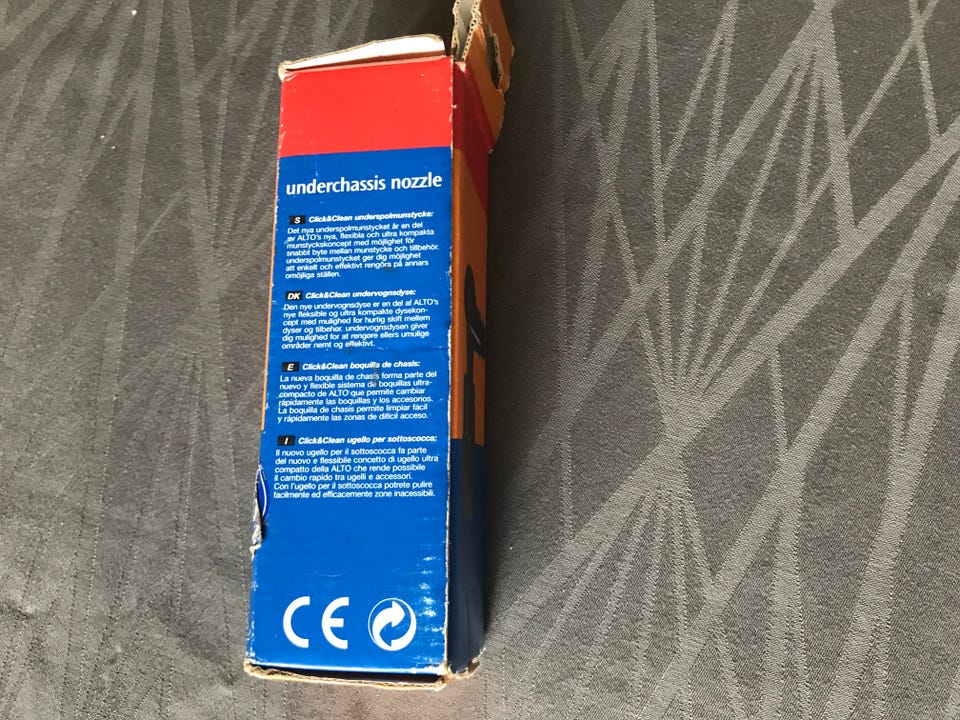 underchassis nozzle
S Click&Clean underspolmunstycke:
Det nya underspolmunstycket är en del
av ALTO's nya, flexibla och ultra kompakta
munstyckskoncept med möjlighet för
snabbt byte mellan munstycke och tillbehör.
underspolmunstycket ger dig möjlighet
att enkelt och effektivt rengöra på annars
omöjliga ställen.
DK Click&Clean undervognsdyse:
Den nye undervognsdyse er en del af ALTO's
nye fleksible og ultra kompakte dysekon-
cept med mulighed for hurtig skift mellem
dyser og tilbehør. undervognsdysen giver
dig mulighed for at rengøre ellers umulige
områder nemt og effektivt.
E Click&Clean boquilla de chasis:
La nueva boquilla de chasis forma parte del
nuevo y flexible sistema de boquillas ultra-
compacto de ALTO que permite cambiar
rápidamente las boquillas y los accesorios.
La boquilla de chasis permite limpiar fácil
y rápidamente las zonas de difícil acceso.
I Click&Clean ugello per sottoscocca:
Il nuovo ugello per il sottoscocca fa parte
del nuovo e flessibile concetto di ugello ultra
compatto della ALTO che rende possibile
il cambio rapido tra ugelli e accessori.
Con l'ugello per il sottoscocca potrete pulire
facilmente ed efficacemente zone inacessibili.
CE